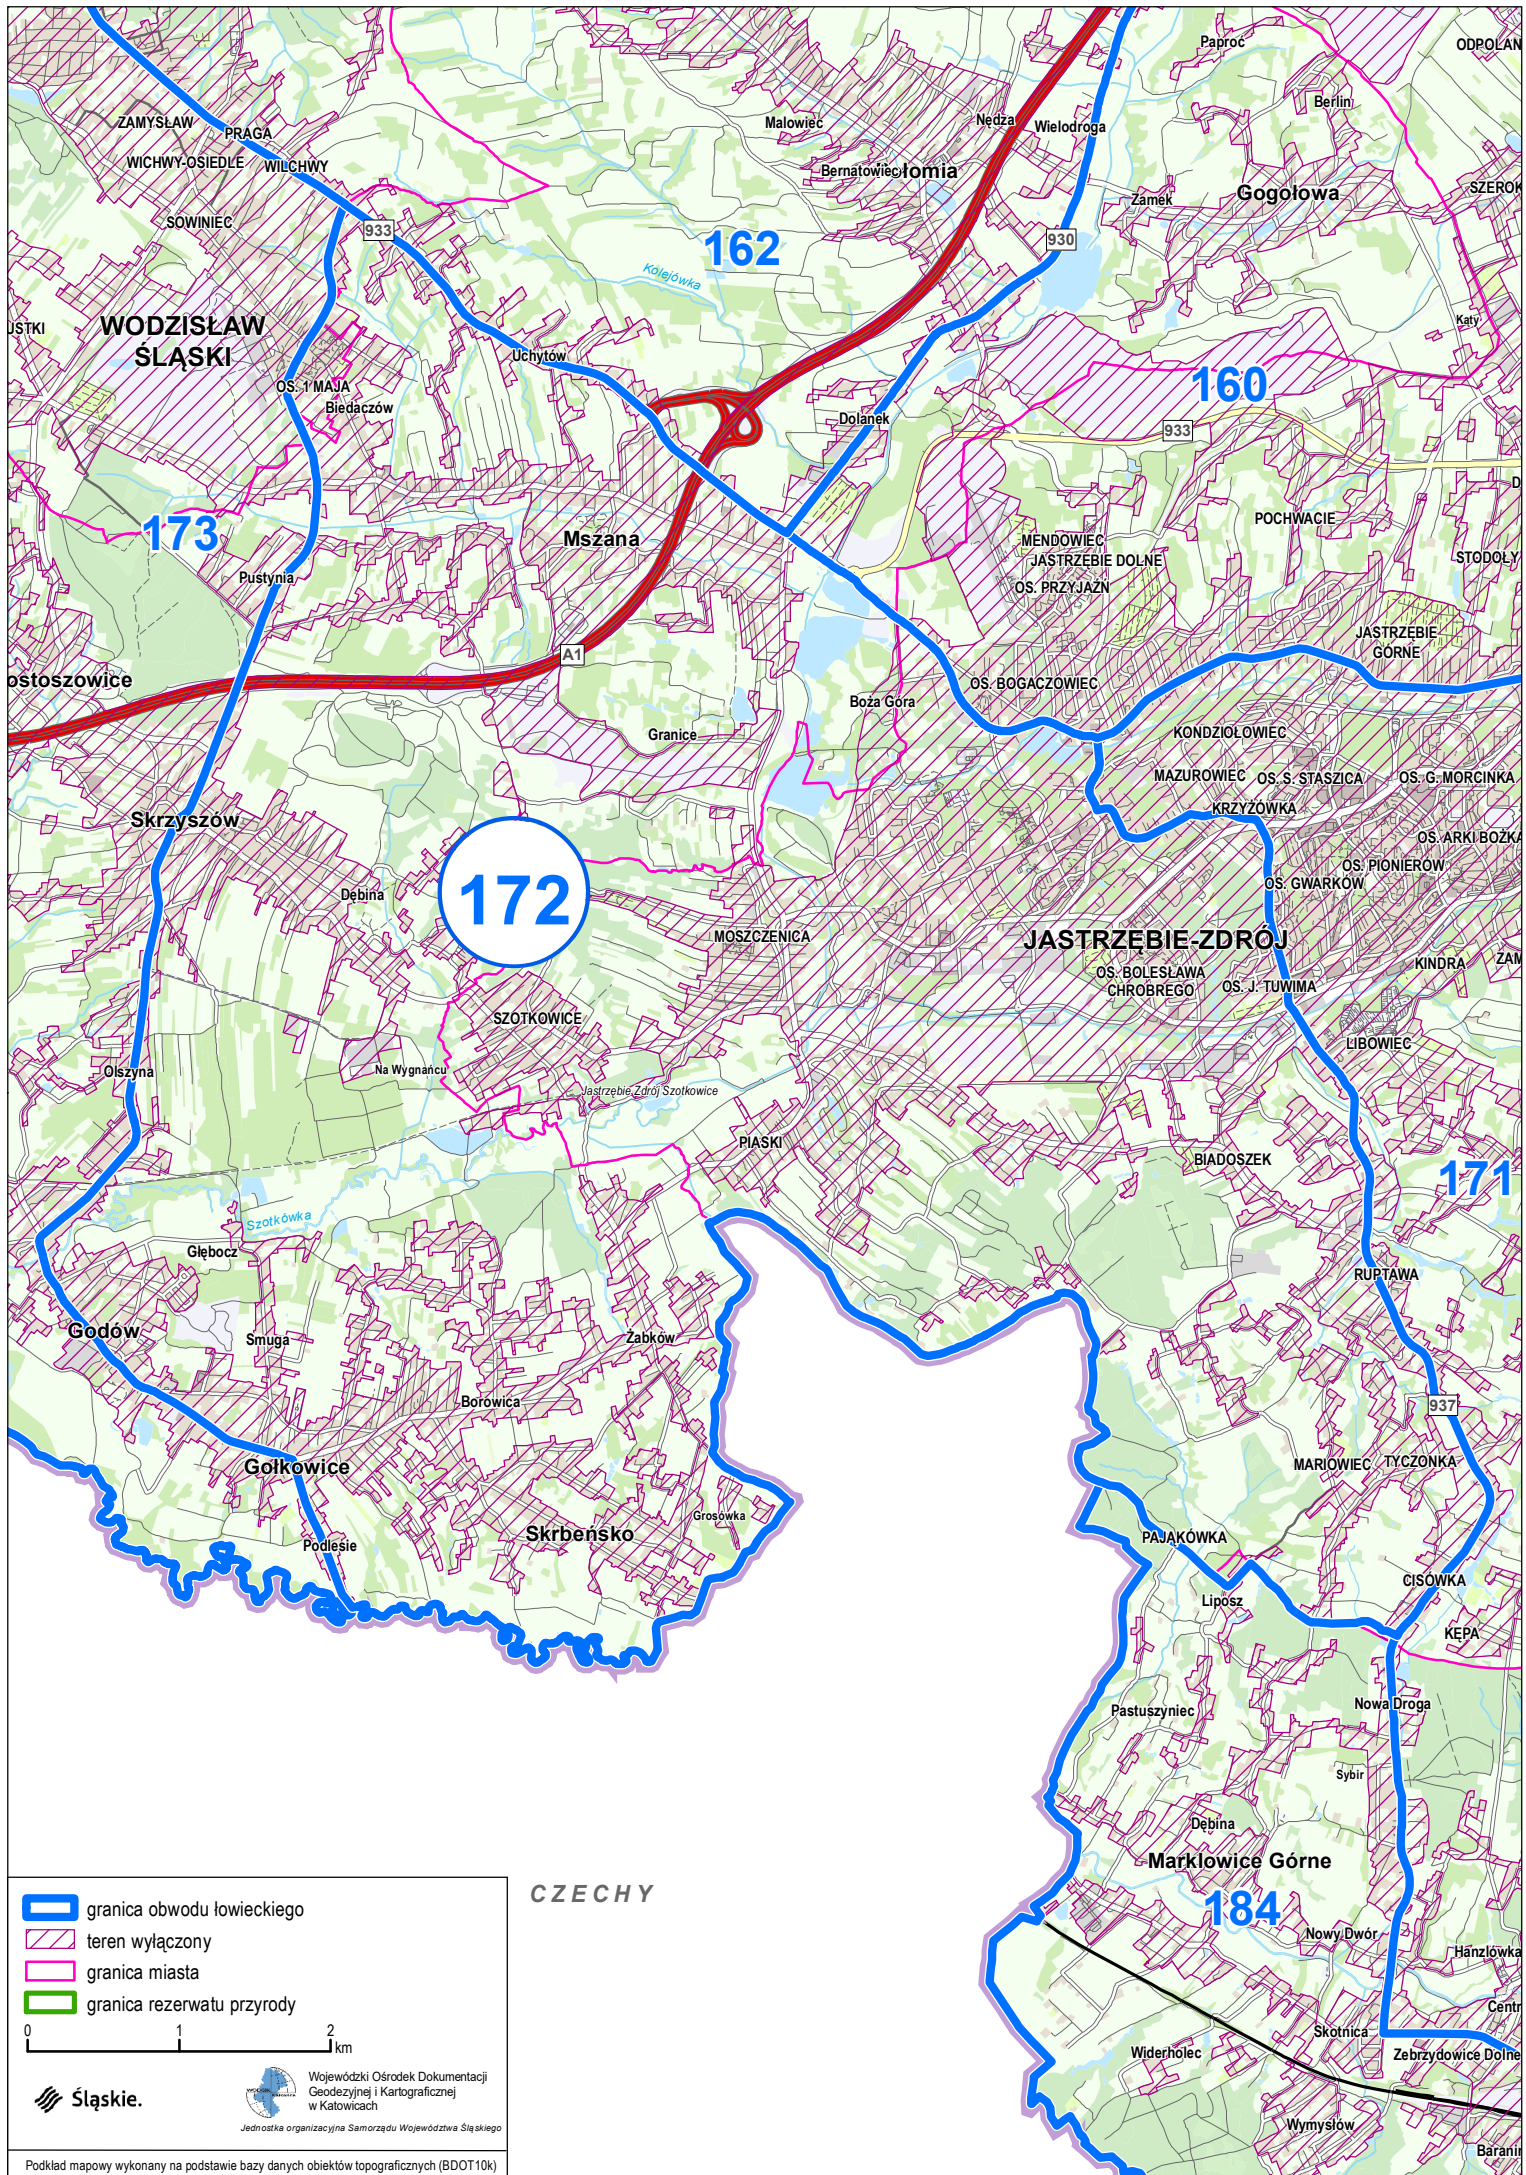 Paproć
ODPOLAN
Berlin
ZAMYSŁAW
PRAGA
Malowiec
Nędza
Wielodroga
WICHWY-OSIEDLE
WILCHWY
Bernatowiec
łomia
Zamek
Gogołowa
SZEROK
SOWINIEC
933
930
162
Kolejówka
USTKI
WODZISŁAW
ŚLĄSKI
Kąty
Uchytów
OS. 1 MAJA
Biedaczów
160
Dolanek
933
173
Mszana
POCHWACIE
MENDOWIEC
JASTRZĘBIE DOLNE
STODOŁY
Pustynia
OS. PRZYJAŹŃ
JASTRZĘBIE
GÓRNE
A1
ostoszowice
OS. BOGACZOWIEC
Boża Góra
Granice
KONDZIOŁOWIEC
MAZUROWIEC
OS. S. STASZICA
OS. G. MORCINKA
Skrzyszów
KRZYŻÓWKA
OS. ARKI BOŻKA
OS. PIONIERÓW
OS. GWARKÓW
Dębina
172
MOSZCZENICA
JASTRZĘBIE-ZDRÓJ
KINDRA
ZAM
OS. BOLESŁAWA
CHROBREGO
OS. J. TUWIMA
SZOTKOWICE
LIBOWIEC
Olszyna
Na Wygnańcu
Jastrzębie Zdrój Szotkowice
PIASKI
BIADOSZEK
171
Szotkówka
Głębocz
RUPTAWA
Godów
Smuga
Żabków
Borowica
937
Gołkowice
MARIOWIEC
TYCZONKA
Grosówka
Skrbeńsko
Podlesie
PAJAKÓWKA
CISÓWKA
Liposz
KĘPA
Nowa Droga
Pastuszyniec
Sybir
Dębina
Marklowice Górne
CZECHY
184
Nowy Dwór
Hanzlówka
Centr
Skotnica
Widerholec
Zebrzydowice Dolne
Wymysłów
Barani
granica obwodu łowieckiego
teren wyłączony
granica miasta
granica rezerwatu przyrody
0 1 2
km
Śląskie.
Wojewódzki Ośrodek Dokumentacji
Geodezyjnej i Kartograficznej
w Katowicach
Jednostka organizacyjna Samorządu Województwa Śląskiego
Podkład mapowy wykonany na podstawie bazy danych obiektów topograficznych (BDOT10k)